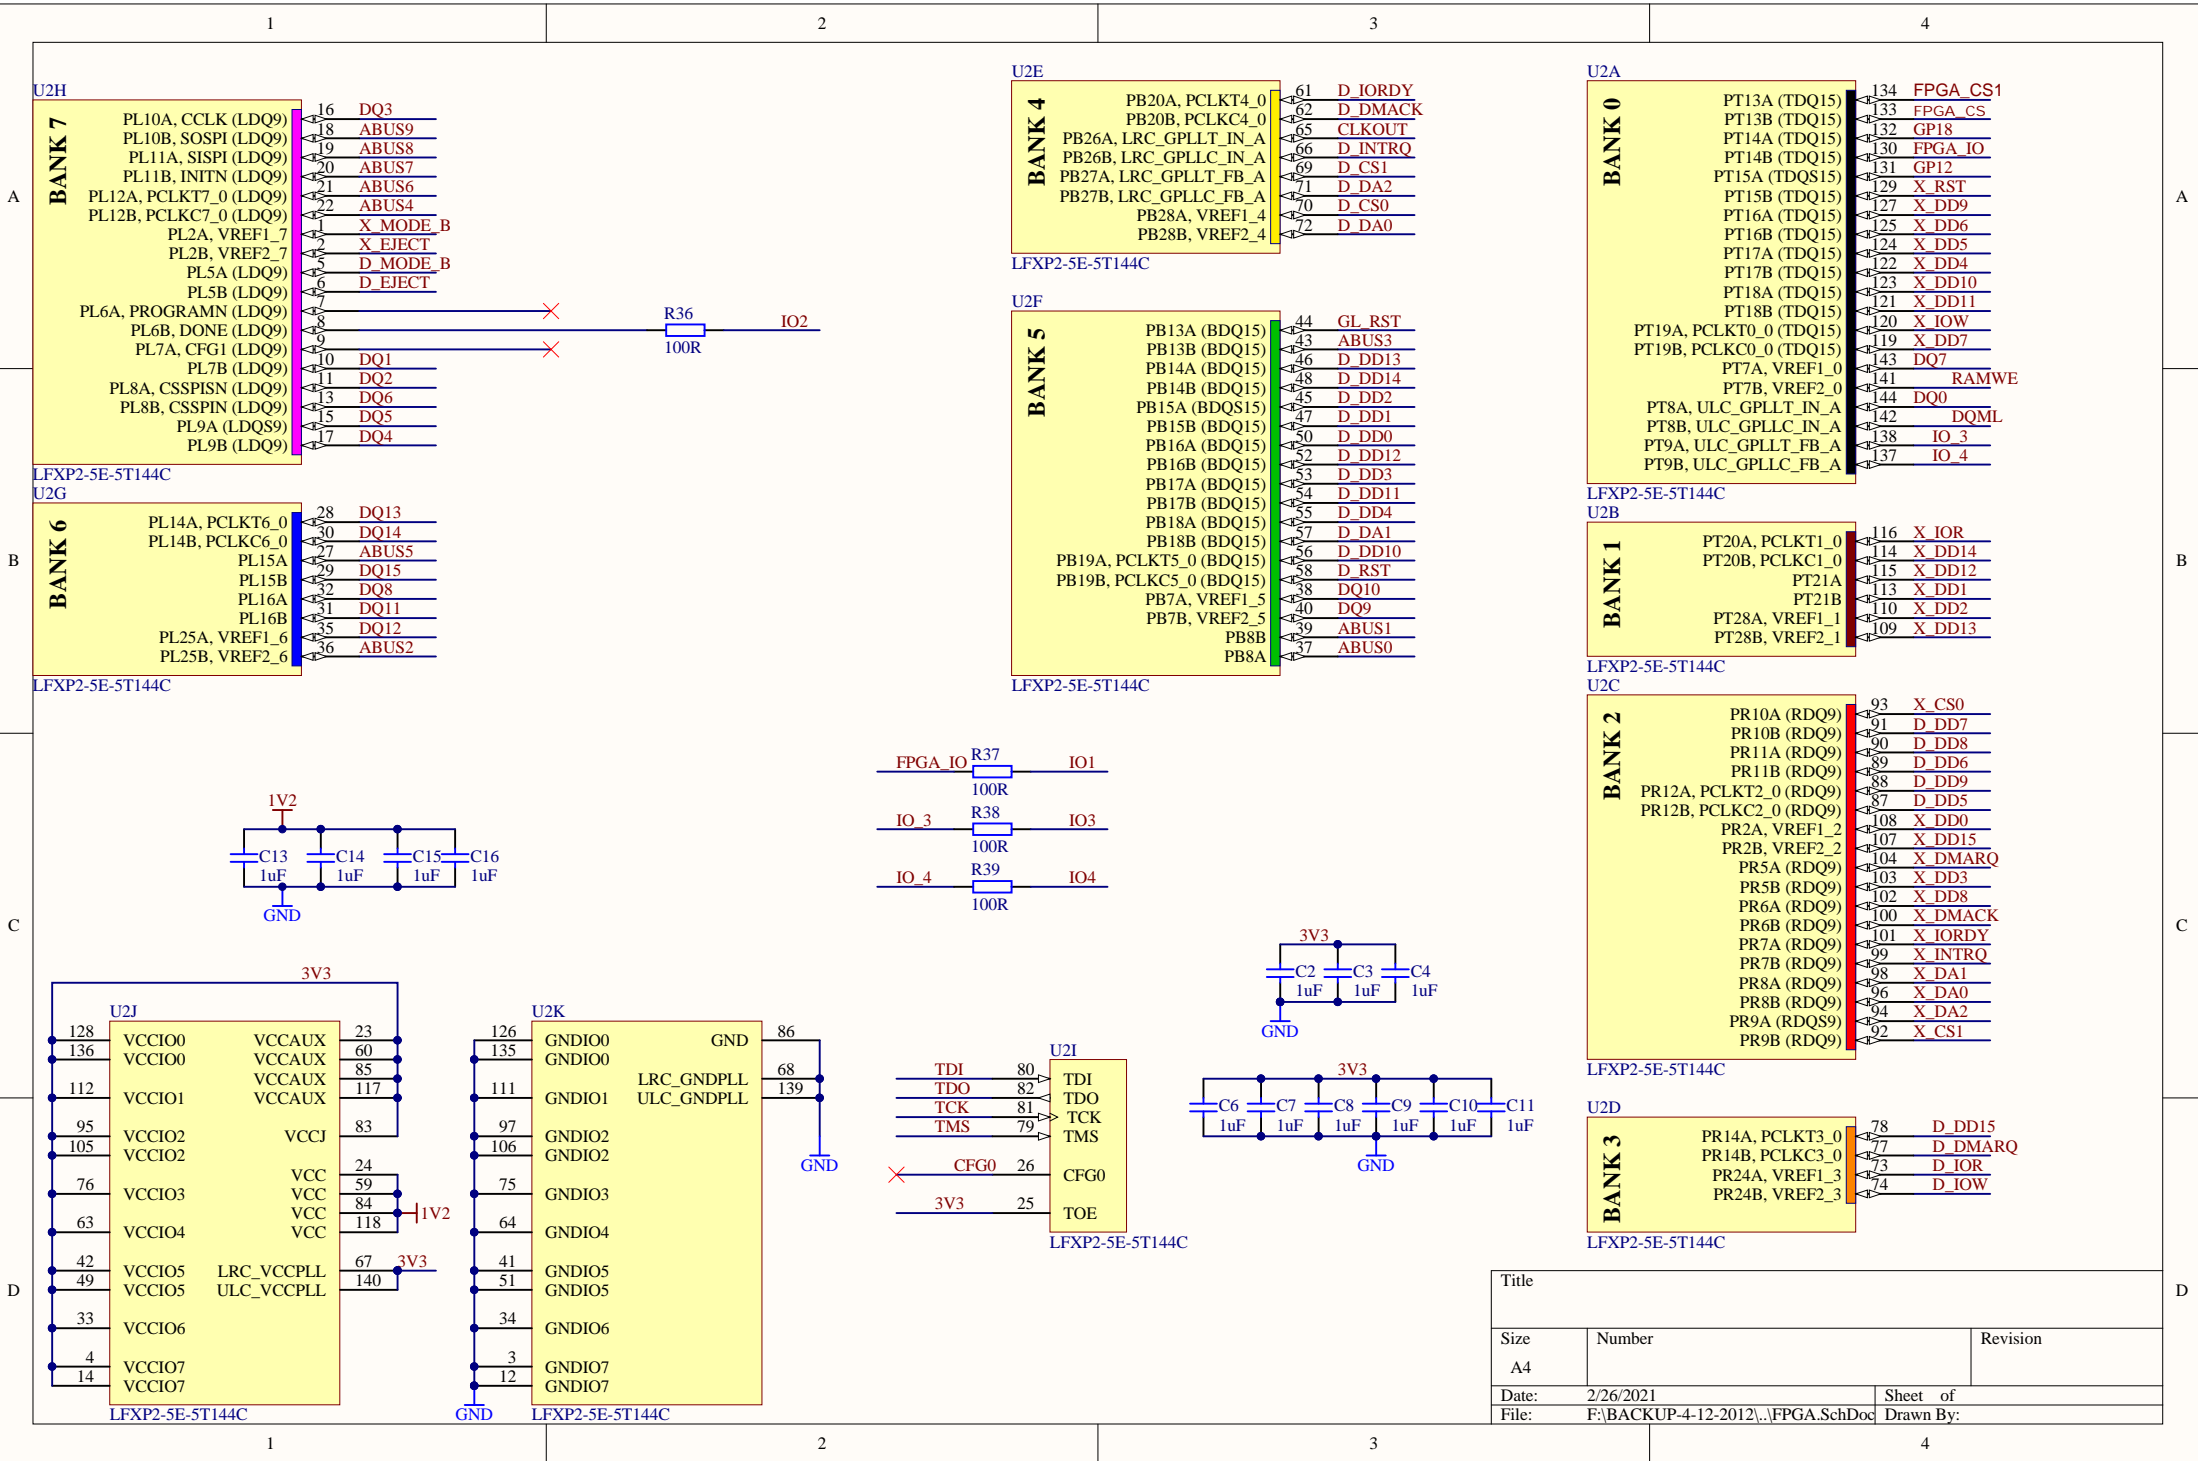 1 2 3 4
A
B
C
D
U2H
BANK 7
PL10A, CCLK (LDQ9) 16 DQ3
PL10B, SOSPI (LDQ9) 18 ABUS9
PL11A, SISPI (LDQ9) 19 ABUS8
PL11B, INITN (LDQ9) 20 ABUS7
PL12A, PCLKT7_0 (LDQ9) 21 ABUS6
PL12B, PCLKC7_0 (LDQ9) 22 ABUS4
PL2A, VREF1_7 1 X_MODE_B
PL2B, VREF2_7 2 X_EJECT
PL5A (LDQ9) 5 D_MODE_B
PL5B (LDQ9) 6 D_EJECT
PL6A, PROGRAMN (LDQ9) 7
PL6B, DONE (LDQ9) 8
PL7A, CFG1 (LDQ9) 9
PL7B (LDQ9) 10 DQ1
PL8A, CSSPISN (LDQ9) 11 DQ2
PL8B, CSSPIN (LDQ9) 13 DQ6
PL9A (LDQS9) 15 DQ5
PL9B (LDQ9) 17 DQ4
LFXP2-5E-5T144C
R36
100R
IO2
U2G
BANK 6
PL14A, PCLKT6_0 28 DQ13
PL14B, PCLKC6_0 30 DQ14
PL15A 27 ABUS5
PL15B 29 DQ15
PL16A 32 DQ8
PL16B 31 DQ11
PL25A, VREF1_6 35 DQ12
PL25B, VREF2_6 36 ABUS2
LFXP2-5E-5T144C
U2E
BANK 4
PB20A, PCLKT4_0 61 D_IORDY
PB20B, PCLKC4_0 62 D_DMACK
PB26A, LRC_GPLLT_IN_A 65 CLKOUT
PB26B, LRC_GPLLC_IN_A 66 D_INTRQ
PB27A, LRC_GPLLT_FB_A 69 D_CS1
PB27B, LRC_GPLLC_FB_A 71 D_DA2
PB28A, VREF1_4 70 D_CS0
PB28B, VREF2_4 72 D_DA0
LFXP2-5E-5T144C
U2F
BANK 5
PB13A (BDQ15) 44 GL_RST
PB13B (BDQ15) 43 ABUS3
PB14A (BDQ15) 46 D_DD13
PB14B (BDQ15) 48 D_DD14
PB15A (BDQS15) 45 D_DD2
PB15B (BDQ15) 47 D_DD1
PB16A (BDQ15) 50 D_DD0
PB16B (BDQ15) 52 D_DD12
PB17A (BDQ15) 53 D_DD3
PB17B (BDQ15) 54 D_DD11
PB18A (BDQ15) 55 D_DD4
PB18B (BDQ15) 57 D_DA1
PB19A, PCLKT5_0 (BDQ15) 56 D_DD10
PB19B, PCLKC5_0 (BDQ15) 58 D_RST
PB7A, VREF1_5 38 DQ10
PB7B, VREF2_5 40 DQ9
PB8B 39 ABUS1
PB8A 37 ABUS0
LFXP2-5E-5T144C
U2A
BANK 0
PT13A (TDQ15) 134 FPGA_CS1
PT13B (TDQ15) 133 FPGA_CS
PT14A (TDQ15) 132 GP18
PT14B (TDQ15) 130 FPGA_IO
PT15A (TDQS15) 131 GP12
PT15B (TDQ15) 129 X_RST
PT16A (TDQ15) 127 X_DD9
PT16B (TDQ15) 125 X_DD6
PT17A (TDQ15) 124 X_DD5
PT17B (TDQ15) 122 X_DD4
PT18A (TDQ15) 123 X_DD10
PT18B (TDQ15) 121 X_DD11
PT19A, PCLKT0_0 (TDQ15) 120 X_IOW
PT19B, PCLKC0_0 (TDQ15) 119 X_DD7
PT7A, VREF1_0 143 DQ7
PT7B, VREF2_0 141 RAMWE
PT8A, ULC_GPLLT_IN_A 144 DQ0
PT8B, ULC_GPLLC_IN_A 142 DQML
PT9A, ULC_GPLLT_FB_A 138 IO_3
PT9B, ULC_GPLLC_FB_A 137 IO_4
LFXP2-5E-5T144C
U2B
BANK 1
PT20A, PCLKT1_0 116 X_IOR
PT20B, PCLKC1_0 114 X_DD14
PT21A 115 X_DD12
PT21B 113 X_DD1
PT28A, VREF1_1 110 X_DD2
PT28B, VREF2_1 109 X_DD13
LFXP2-5E-5T144C
U2C
BANK 2
PR10A (RDQ9) 93 X_CS0
PR10B (RDQ9) 91 D_DD7
PR11A (RDQ9) 90 D_DD8
PR11B (RDQ9) 89 D_DD6
PR12A, PCLKT2_0 (RDQ9) 88 D_DD9
PR12B, PCLKC2_0 (RDQ9) 87 D_DD5
PR2A, VREF1_2 108 X_DD0
PR2B, VREF2_2 107 X_DD15
PR5A (RDQ9) 104 X_DMARQ
PR5B (RDQ9) 103 X_DD3
PR6A (RDQ9) 102 X_DD8
PR6B (RDQ9) 100 X_DMACK
PR7A (RDQ9) 101 X_IORDY
PR7B (RDQ9) 99 X_INTRQ
PR8A (RDQ9) 98 X_DA1
PR8B (RDQ9) 96 X_DA0
PR9A (RDQS9) 94 X_DA2
PR9B (RDQ9) 92 X_CS1
LFXP2-5E-5T144C
U2D
BANK 3
PR14A, PCLKT3_0 78 D_DD15
PR14B, PCLKC3_0 77 D_DMARQ
PR24A, VREF1_3 73 D_IOR
PR24B, VREF2_3 74 D_IOW
LFXP2-5E-5T144C
1V2
C13 C14 C15 C16
1uF 1uF 1uF 1uF
GND
FPGA_IO R37 IO1
100R
IO_3 R38 IO3
100R
IO_4 R39 IO4
100R
3V3
C2 C3 C4
1uF 1uF 1uF
GND
3V3
C6 C7 C8 C9 C10 C11
1uF 1uF 1uF 1uF 1uF 1uF
GND
3V3
U2J
128 VCCIO0 VCCAUX 23
136 VCCIO0 VCCAUX 60
VCCAUX 85
112 VCCIO1 VCCAUX 117
95 VCCIO2 VCCJ 83
105 VCCIO2
VCC 24
76 VCCIO3 VCC 59
VCC 84 1V2
63 VCCIO4 VCC 118
42 VCCIO5 LRC_VCCPLL 67 3V3
49 VCCIO5 ULC_VCCPLL 140
33 VCCIO6
4 VCCIO7
14 VCCIO7
LFXP2-5E-5T144C
U2K
126 GNDIO0 GND 86
135 GNDIO0
LRC_GNDPLL 68
111 GNDIO1 ULC_GNDPLL 139
97 GNDIO2
106 GNDIO2
GND
75 GNDIO3
64 GNDIO4
41 GNDIO5
51 GNDIO5
34 GNDIO6
3 GNDIO7
12 GNDIO7
GND
LFXP2-5E-5T144C
U2I
TDI 80 TDI
TDO 82 TDO
TCK 81 TCK
TMS 79 TMS
CFG0 26 CFG0
3V3 25 TOE
LFXP2-5E-5T144C
Title
Size Number Revision
A4
Date: 2/26/2021 Sheet of
File: F:\BACKUP-4-12-2012\..\FPGA.SchDoc Drawn By:
A
B
C
D
1 2 3 4